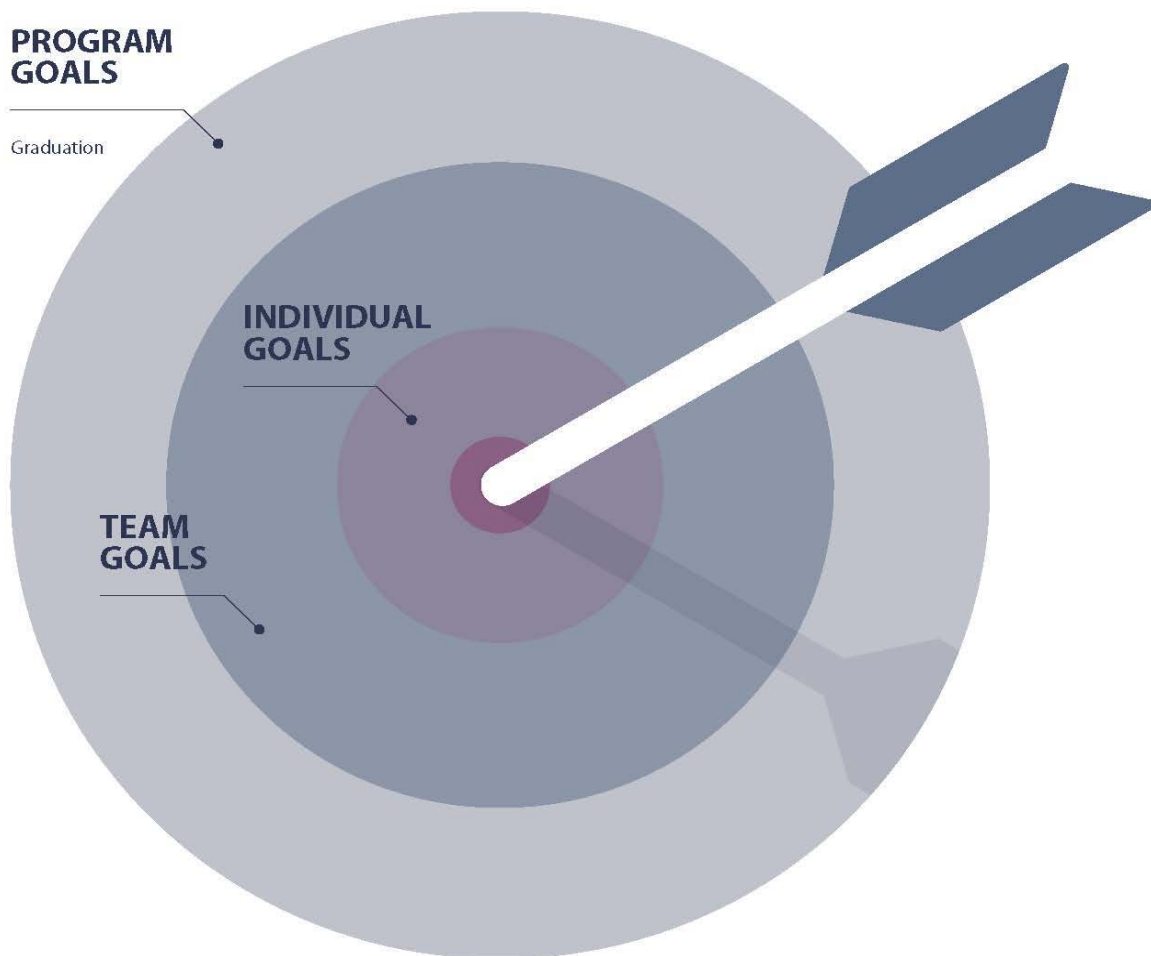 PROGRAM
GOALS
Graduation
INDIVIDUAL
GOALS
TEAM
GOALS